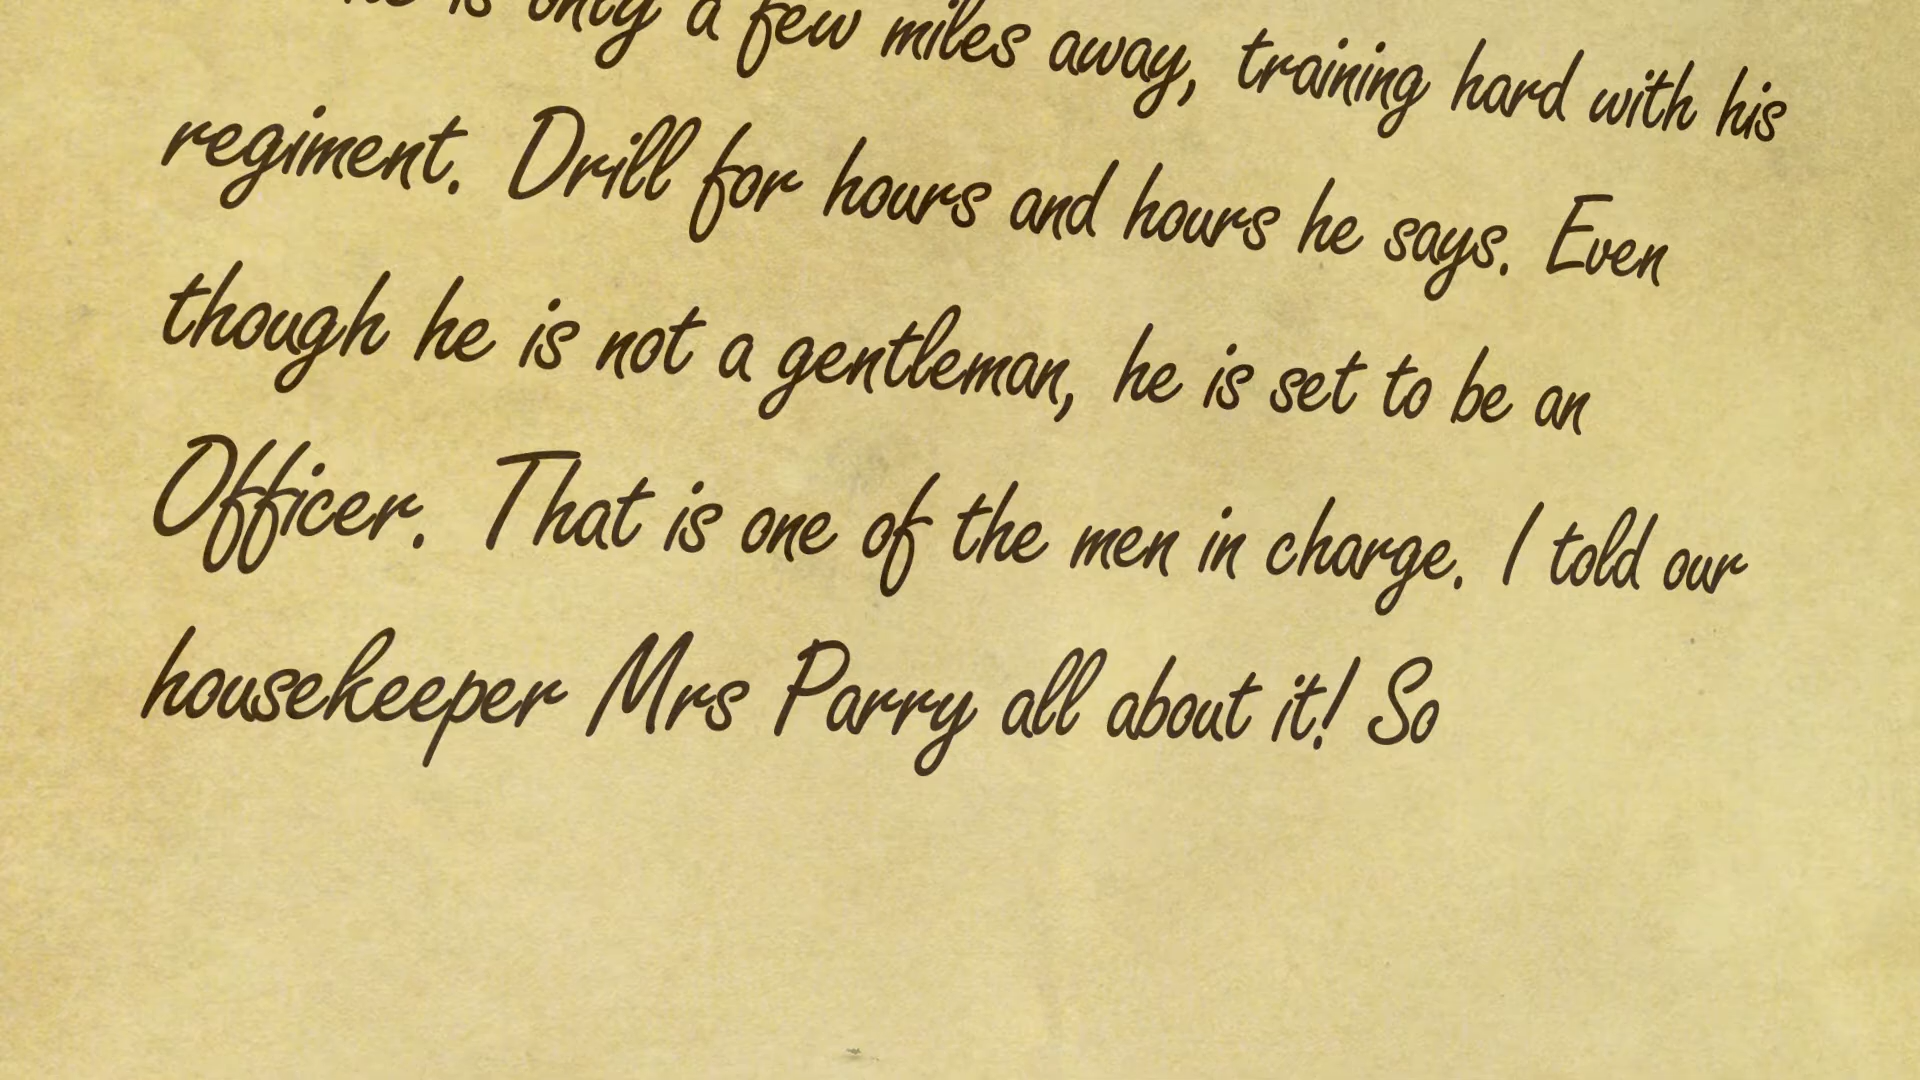 he is only a few miles away, training hard with his
regiment. Drill for hours and hours he says. Even
though he is not a gentleman, he is set to be an
Officer. That is one of the men in charge. I told our
housekeeper Mrs Parry all about it! So